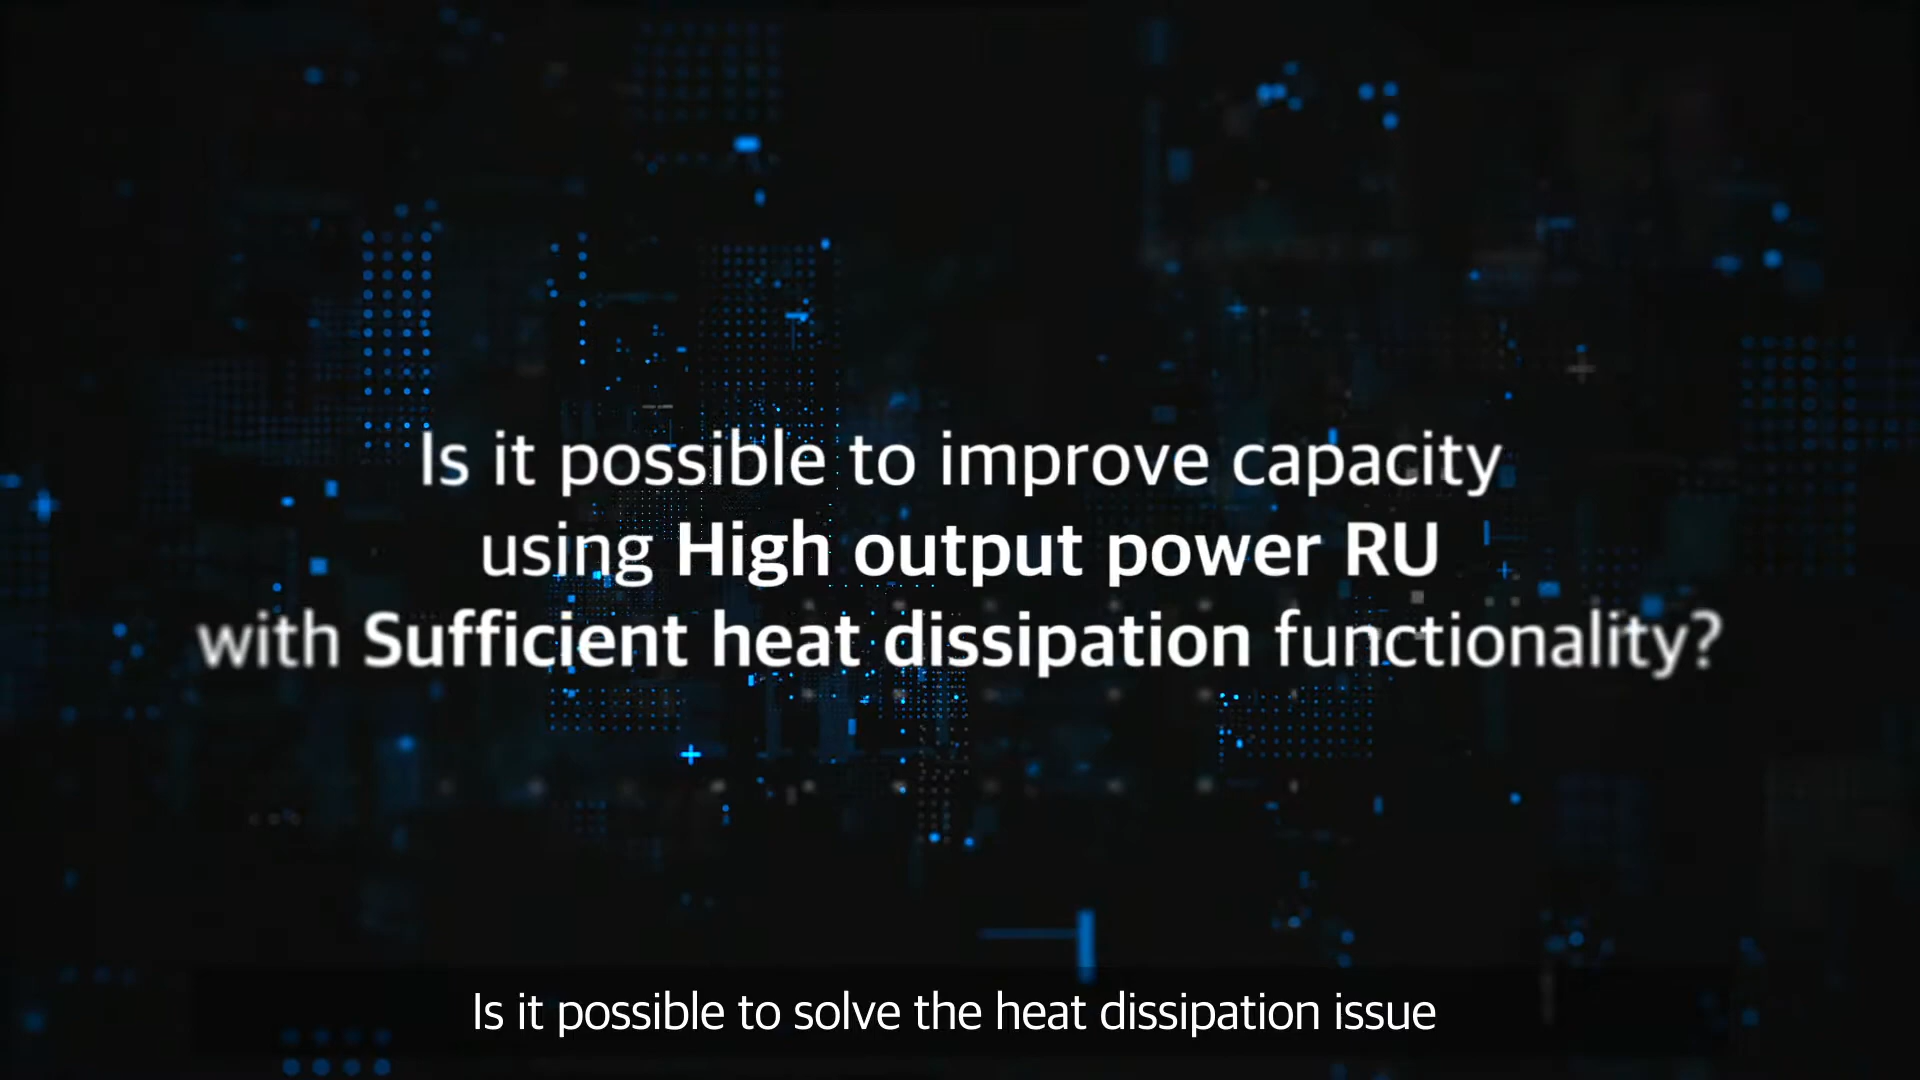 Is it possible to improve capacity
using High output power RU
with Sufficient heat dissipation functionality?
Is it possible to solve the heat dissipation issue